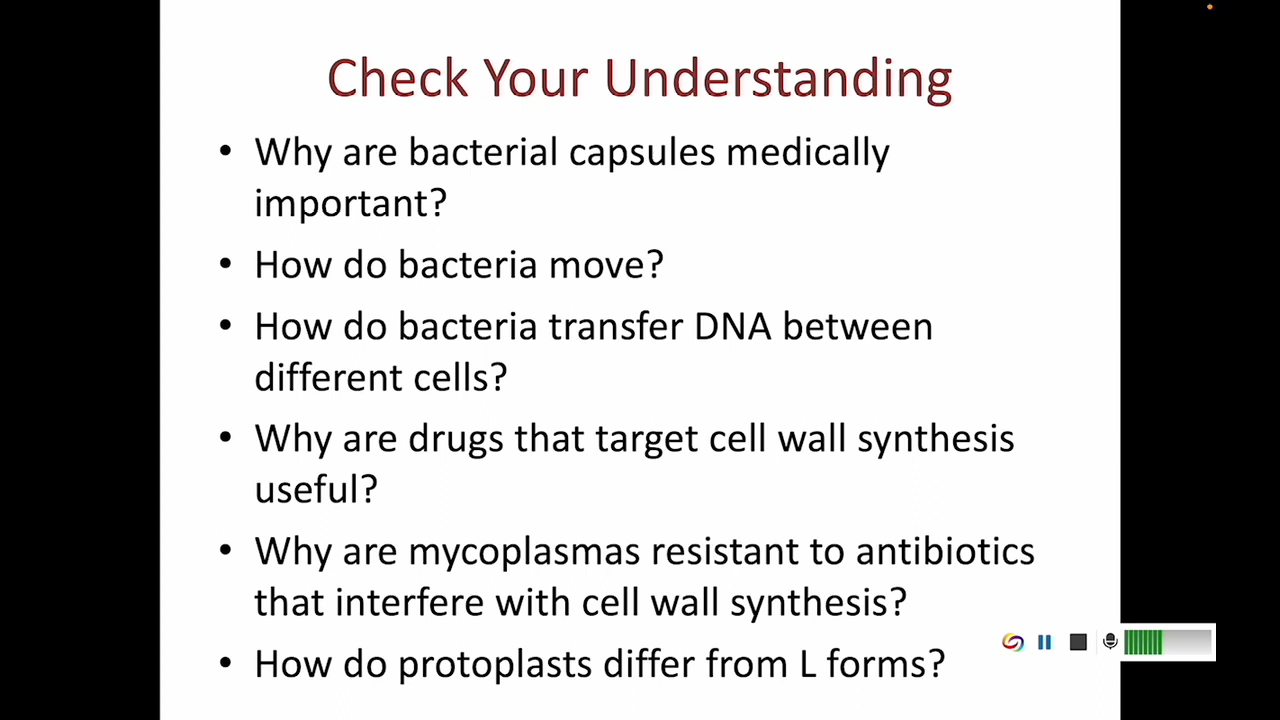 Check Your Understanding
• Why are bacterial capsules medically
important?
• How do bacteria move?
• How do bacteria transfer DNA between
different cells?
• Why are drugs that target cell wall synthesis
useful?
• Why are mycoplasmas resistant to antibiotics
that interfere with cell wall synthesis?
• How do protoplasts differ from L forms?